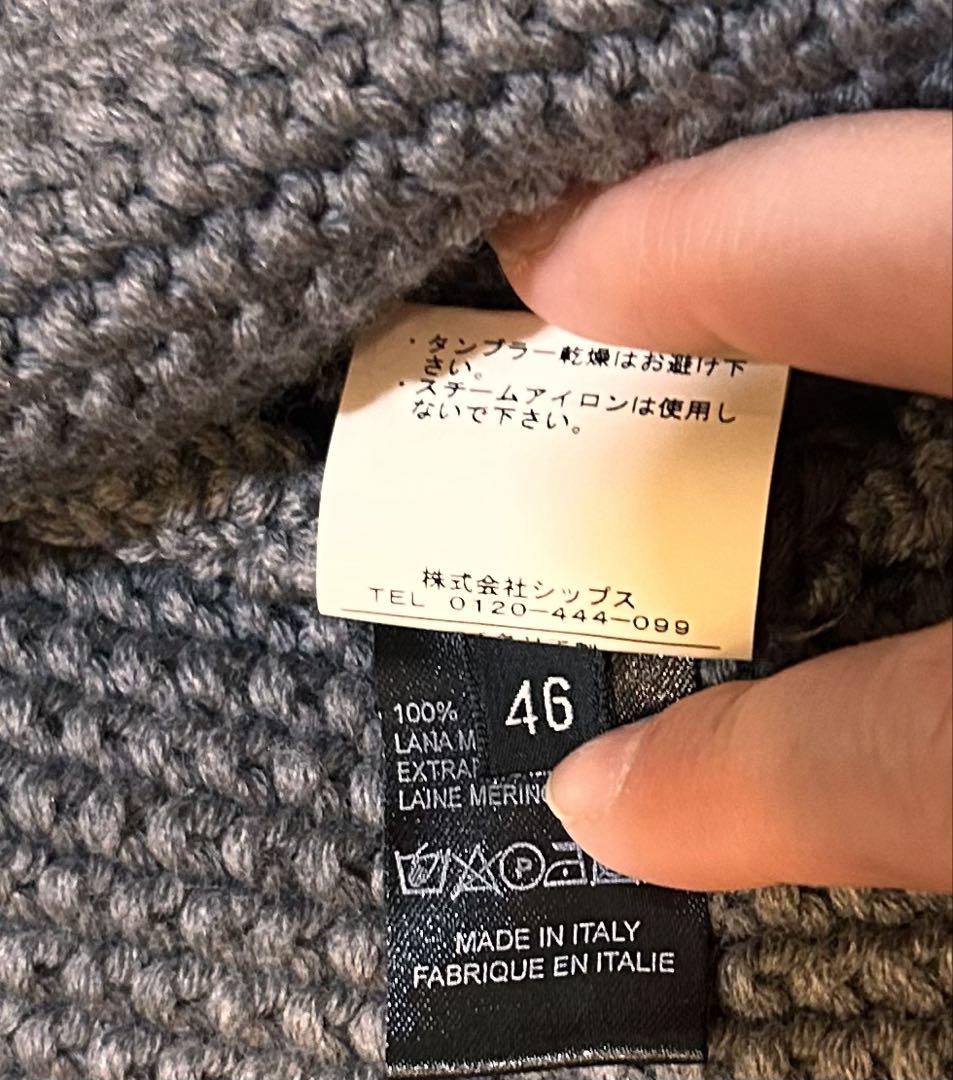 ・タンブラー乾燥はお避け下
さい。
・スチームアイロンは使用し
ないで下さい。
株式会社シップス
TEL 0120-444-099
46
100%
LANA
LAINE
P
MADE IN ITALY
FABRIQUE EN ITALIE